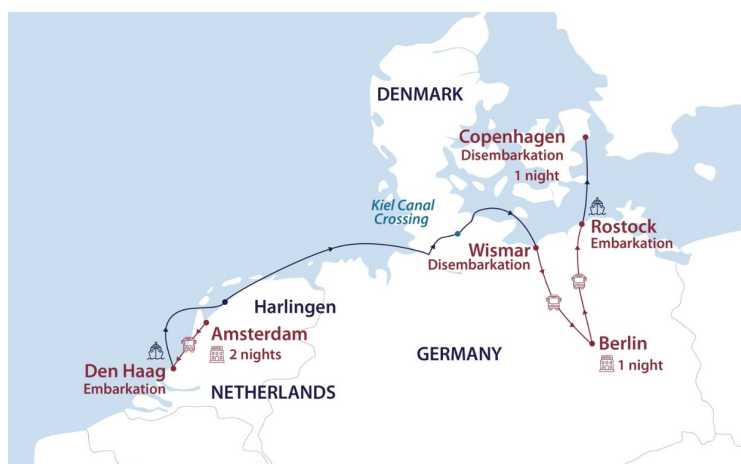 DENMARK
Copenhagen
Disembarkation
1 night
Kiel Canal
Crossing
Rostock
Embarkation
Wismar
Disembarkation
Harlingen
Amsterdam
2 nights
Berlin
1 night
GERMANY
Den Haag
Embarkation
NETHERLANDS